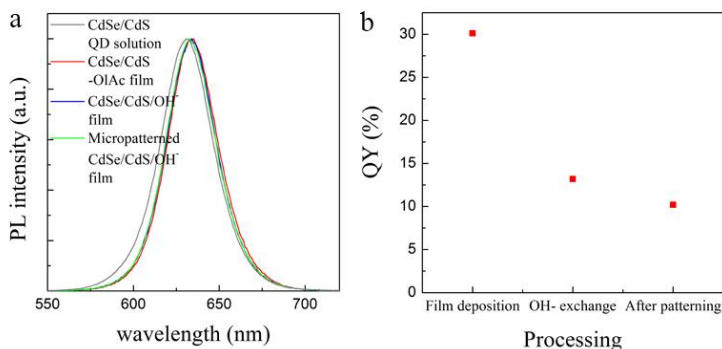 a
CdSe/CdS
QD solution
CdSe/CdS
-OlAc film
CdSe/CdS/OH⁻
film
Micropatterned
CdSe/CdS/OH⁻
film
PL intensity (a.u.)
550
600
650
700
wavelength (nm)
b
30
25
20
15
10
5
0
QY (%)
Film deposition
OH- exchange
After patterning
Processing